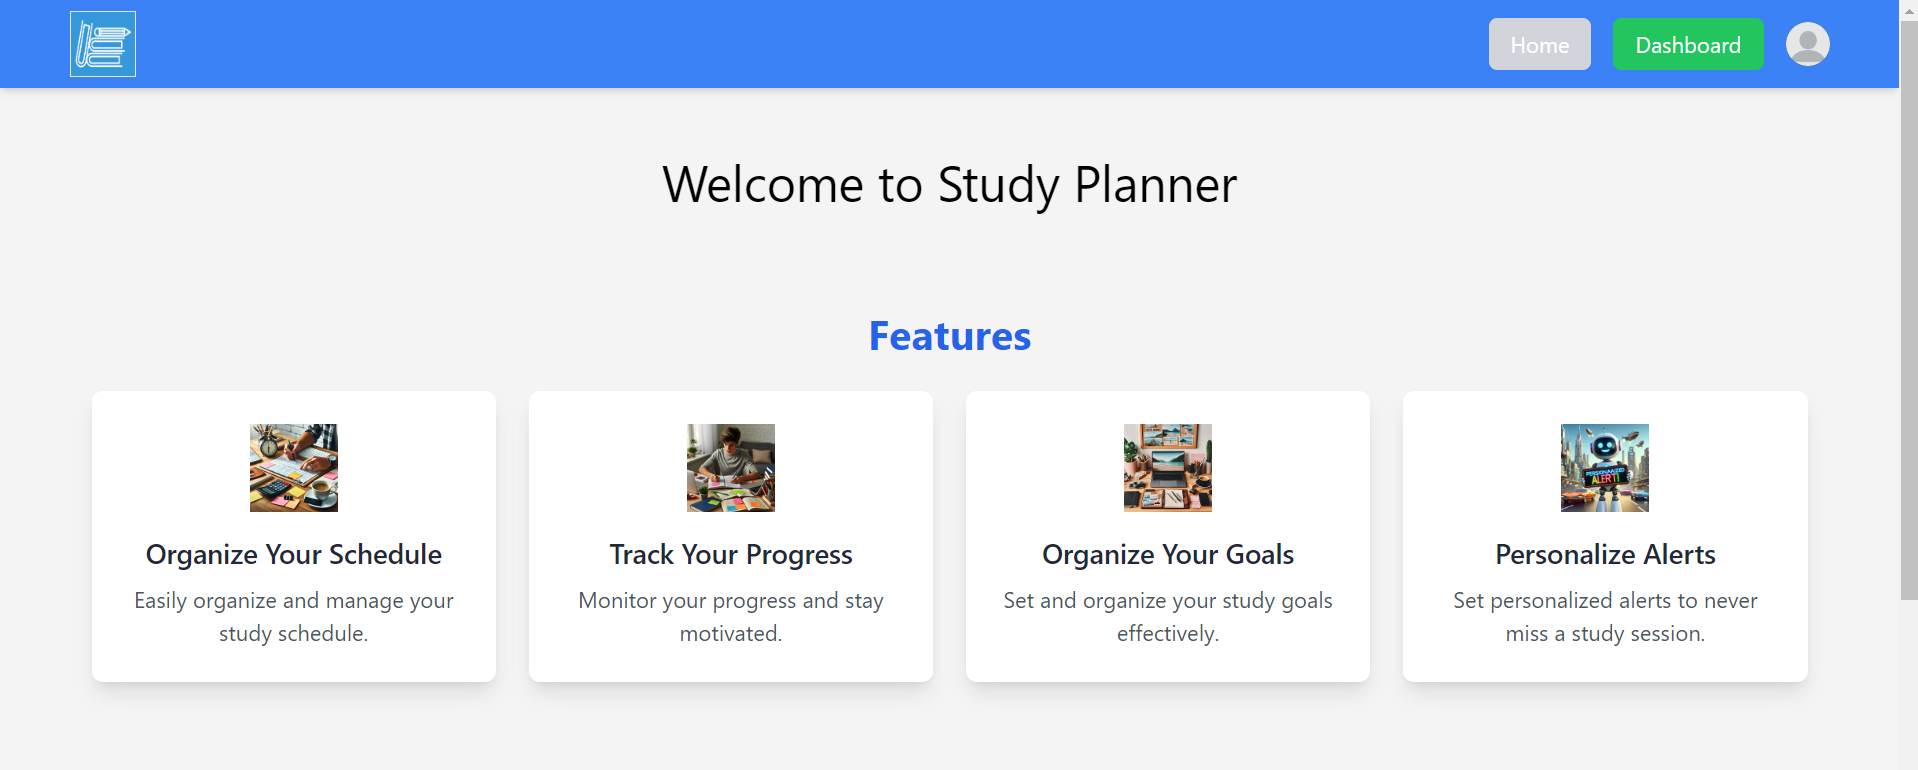 Home
Dashboard
Welcome to Study Planner
Features
Organize Your Schedule
Easily organize and manage your
study schedule.
Track Your Progress
Monitor your progress and stay
motivated.
Organize Your Goals
Set and organize your study goals
effectively.
ALERT!
Personalize Alerts
Set personalized alerts to never
miss a study session.